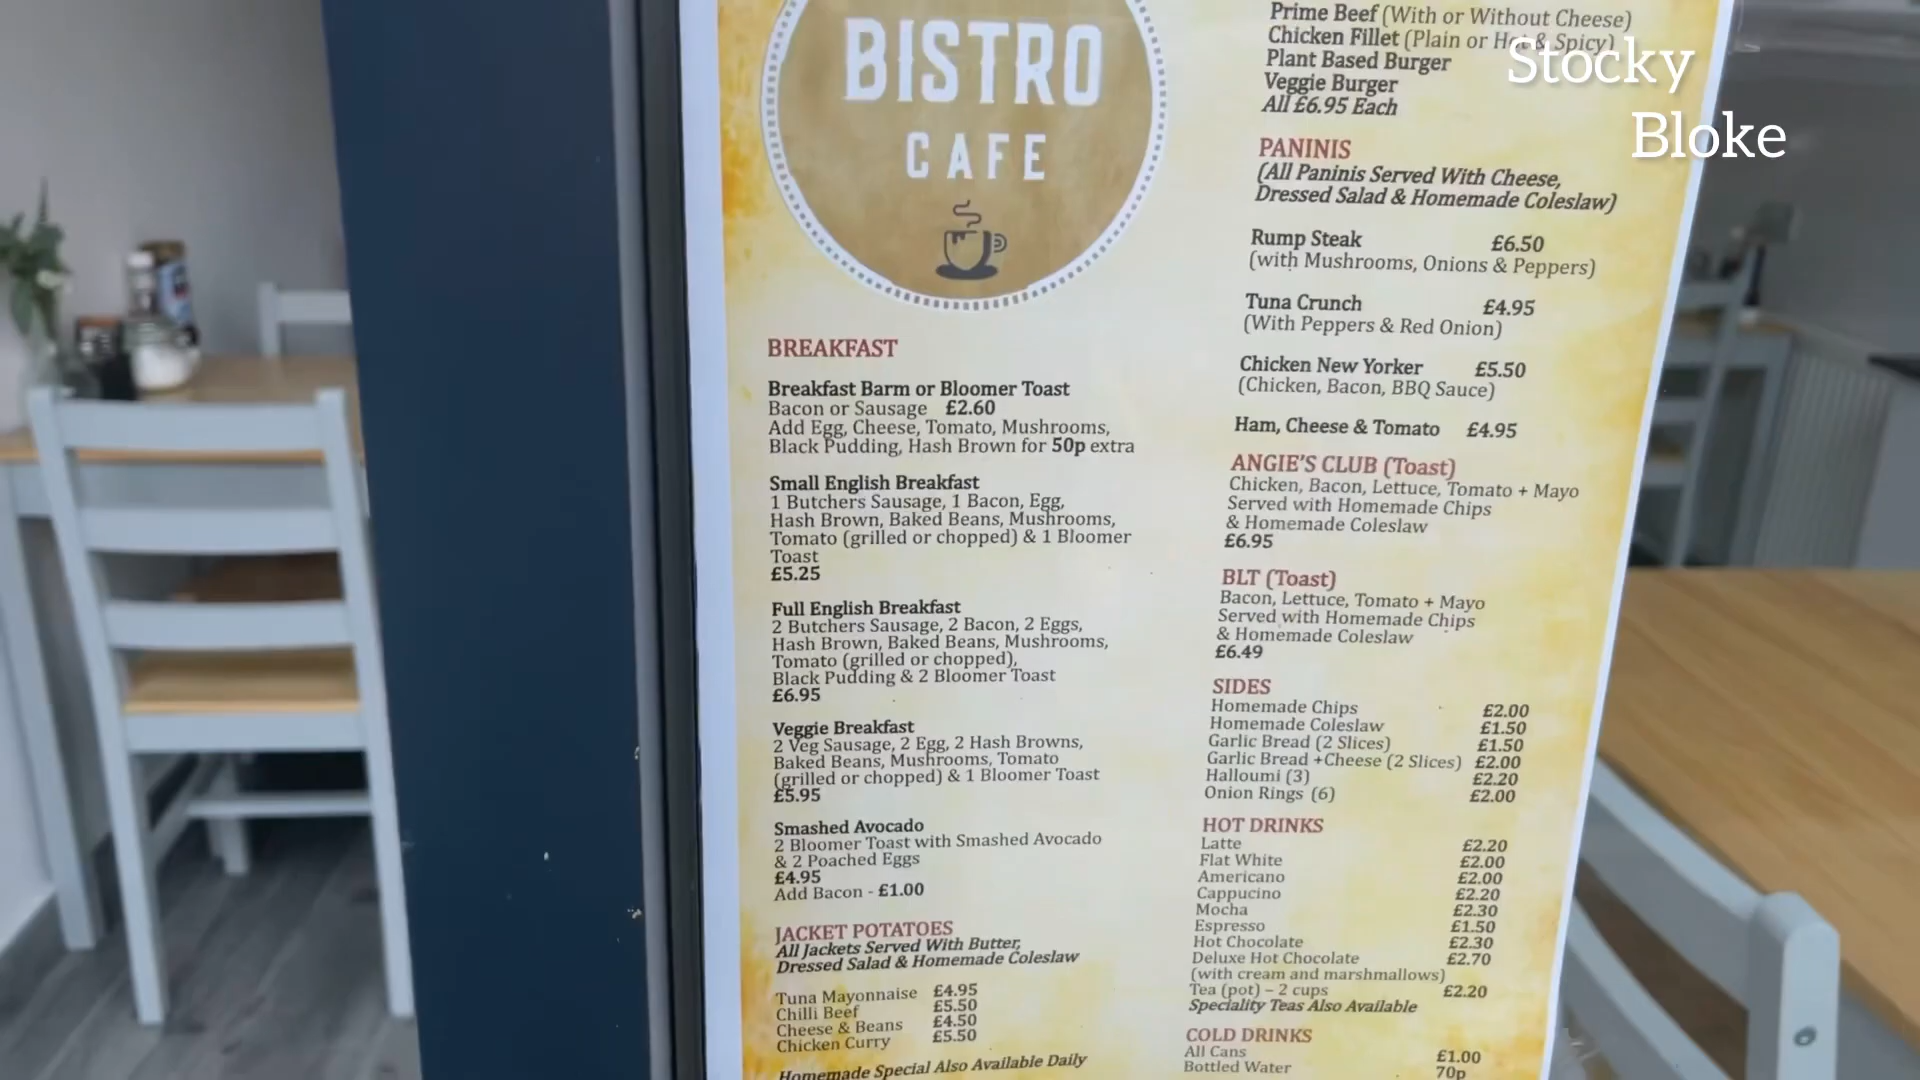 BISTRO
CAFE
BREAKFAST
Breakfast Barm or Bloomer Toast
Bacon or Sausage £2.60
Add Egg, Cheese, Tomato, Mushrooms,
Black Pudding, Hash Brown for 50p extra
Small English Breakfast
1 Butchers Sausage, 1 Bacon, Egg,
Hash Brown, Baked Beans, Mushrooms,
Tomato (grilled or chopped) & 1 Bloomer
Toast
£5.25
Full English Breakfast
2 Butchers Sausage, 2 Bacon, 2 Eggs,
Hash Brown, Baked Beans, Mushrooms,
Tomato (grilled or chopped),
Black Pudding & 2 Bloomer Toast
£6.95
Veggie Breakfast
2 Veg Sausage, 2 Egg, 2 Hash Browns,
Baked Beans, Mushrooms, Tomato
(grilled or chopped) & 1 Bloomer Toast
£5.95
Smashed Avocado
2 Bloomer Toast with Smashed Avocado
& 2 Poached Eggs
£4.95
Add Bacon - £1.00
JACKET POTATOES
All Jackets Served With Butter,
Dressed Salad & Homemade Coleslaw
Tuna Mayonnaise £4.95
Chilli Beef £5.50
Cheese & Beans £4.50
Chicken Curry £5.50
Homemade Special Also Available Daily
Prime Beef (With or Without Cheese)
Chicken Fillet (Plain or Hot & Spicy)
Plant Based Burger
Veggie Burger
All £6.95 Each
PANINIS
(All Paninis Served With Cheese,
Dressed Salad & Homemade Coleslaw)
Rump Steak £6.50
(with Mushrooms, Onions & Peppers)
Tuna Crunch £4.95
(With Peppers & Red Onion)
Chicken New Yorker £5.50
(Chicken, Bacon, BBQ Sauce)
Ham, Cheese & Tomato £4.95
ANGIE'S CLUB (Toast)
Chicken, Bacon, Lettuce, Tomato + Mayo
Served with Homemade Chips
& Homemade Coleslaw
£6.95
BLT (Toast)
Bacon, Lettuce, Tomato + Mayo
Served with Homemade Chips
& Homemade Coleslaw
£6.49
SIDES
Homemade Chips £2.00
Homemade Coleslaw £1.50
Garlic Bread (2 Slices) £1.50
Garlic Bread +Cheese (2 Slices) £2.00
Halloumi (3) £2.20
Onion Rings (6) £2.00
HOT DRINKS
Latte £2.20
Flat White £2.00
Americano £2.00
Cappucino £2.20
Mocha £2.30
Espresso £1.50
Hot Chocolate £2.30
Deluxe Hot Chocolate £2.70
(with cream and marshmallows)
Tea (pot) – 2 cups £2.20
Speciality Teas Also Available
COLD DRINKS
All Cans £1.00
Bottled Water 70p
Stocky
Bloke